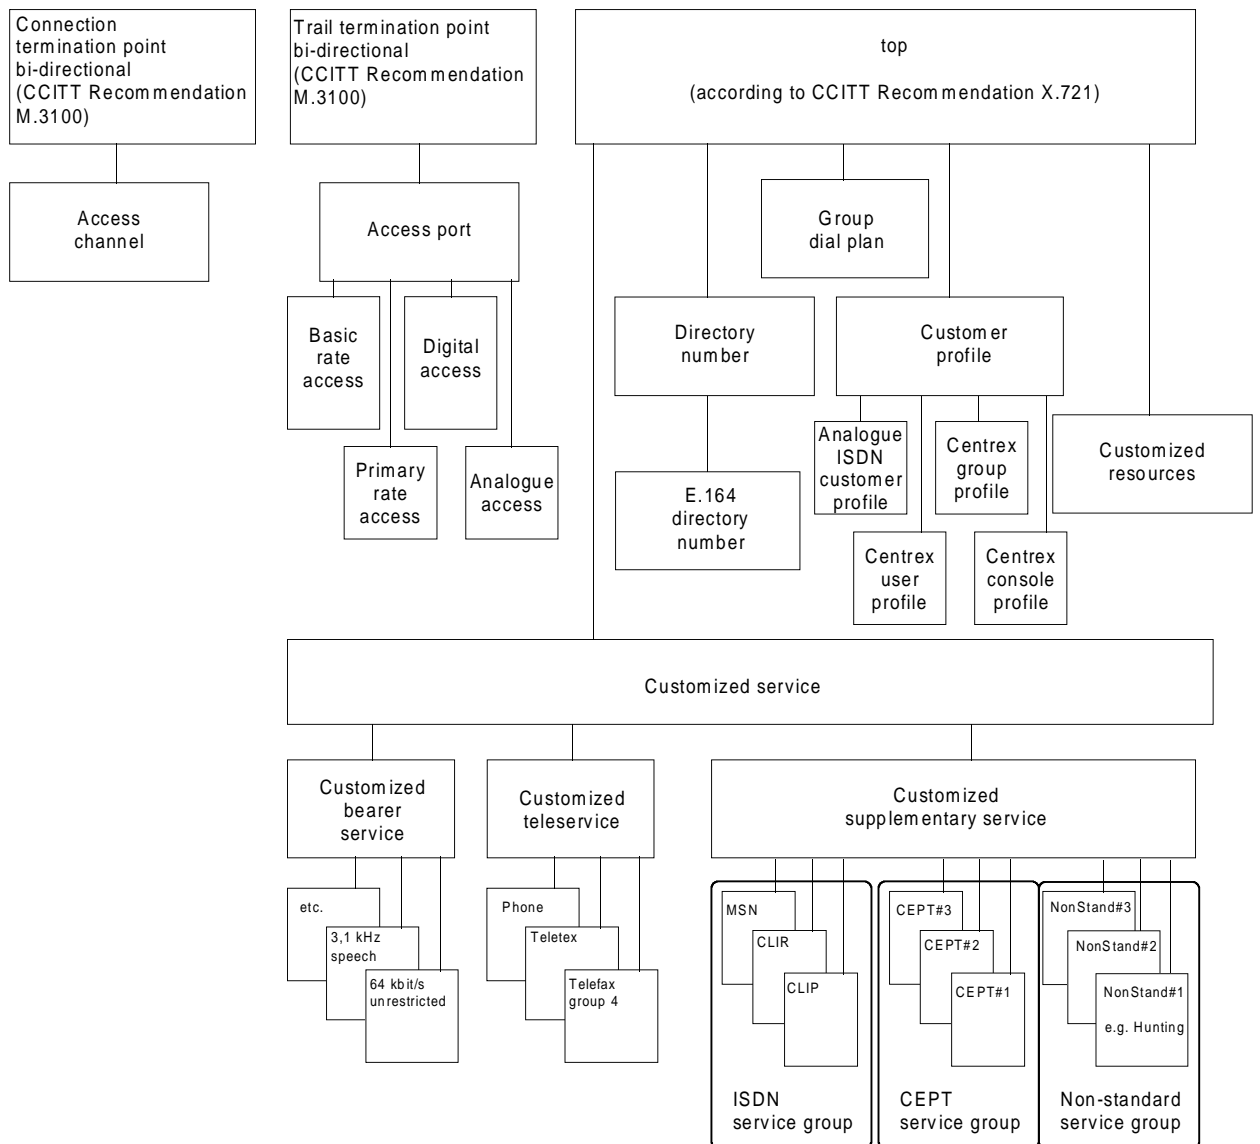 Connection
termination point
bi-directional
(CCITT Recommendation
M.3100)
Trail termination point
bi-directional
(CCITT Recommendation
M.3100)
top
(according to CCITT Recommendation X.721)
Access
channel
Access port
Group
dial plan
Basic
rate
access
Digital
access
Directory
number
Customer
profile
Primary
rate
access
Analogue
access
E.164
directory
number
Analogue
ISDN
customer
profile
Centrex
group
profile
Customized
resources
Centrex
user
profile
Centrex
console
profile
Customized service
Customized
bearer
service
Customized
teleservice
Customized
supplementary service
etc.
3,1 kHz
speech
64 kbit/s
unrestricted
Phone
Teletex
Telefax
group 4
MSN
CLIR
CLIP
ISDN
service group
CEPT#3
CEPT#2
CEPT#1
CEPT
service group
NonStand#3
NonStand#2
NonStand#1
e.g. Hunting
Non-standard
service group